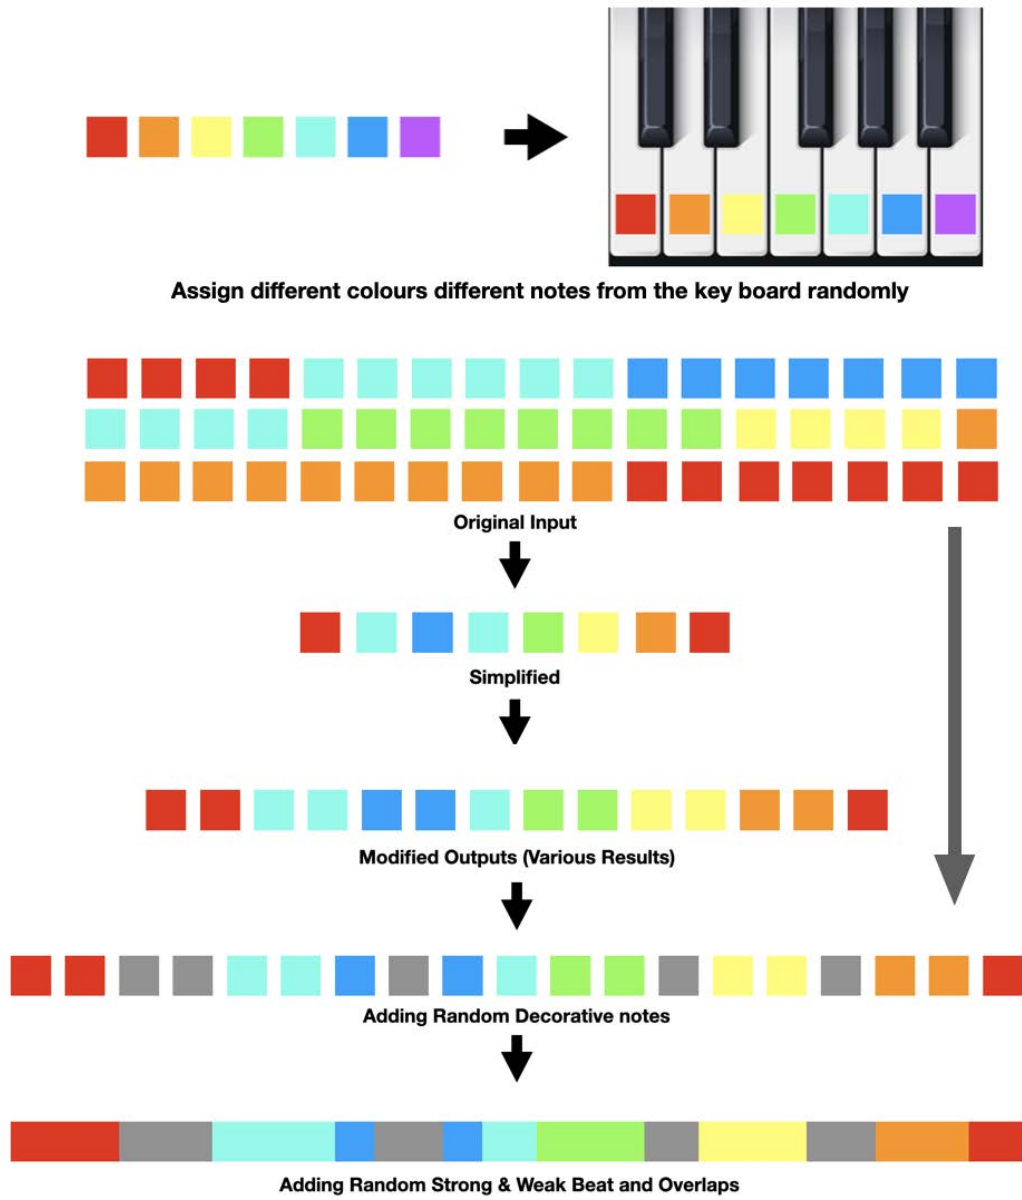 Assign different colours different notes from the key board randomly
Original Input
Simplified
Modified Outputs (Various Results)
Adding Random Decorative notes
Adding Random Strong & Weak Beat and Overlaps